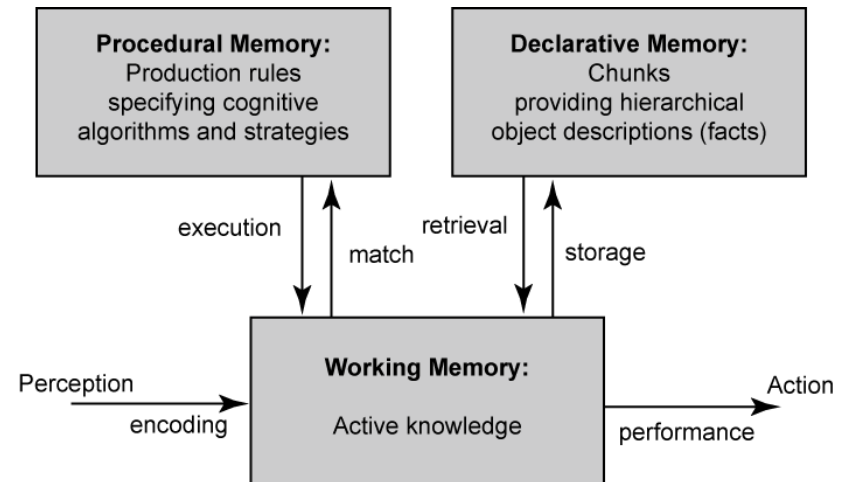 Procedural Memory:
Production rules
specifying cognitive
algorithms and strategies
Declarative Memory:
Chunks
providing hierarchical
object descriptions (facts)
execution
match
retrieval
storage
Working Memory:
Active knowledge
Perception
encoding
Action
performance